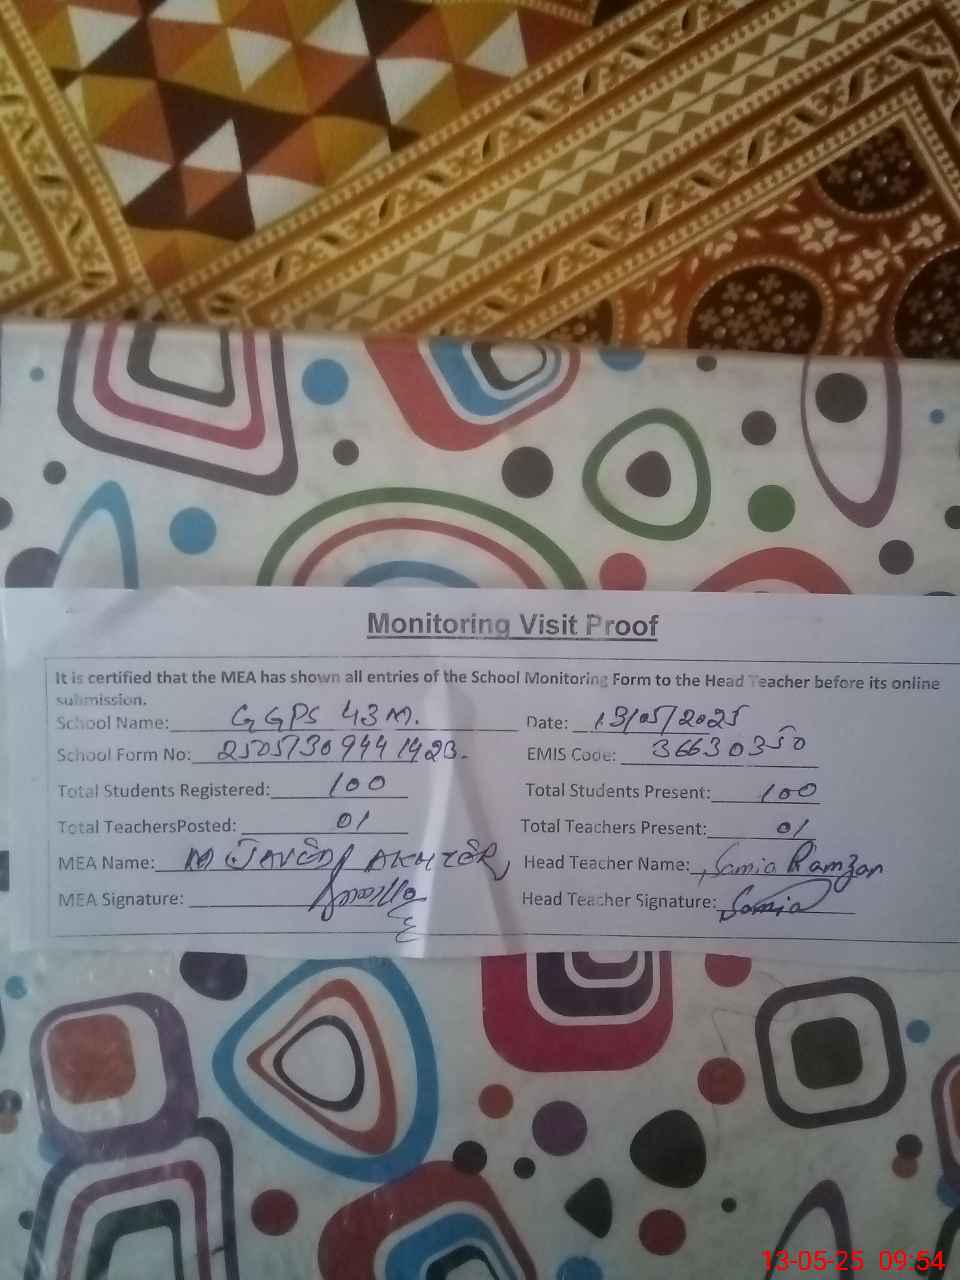 Monitoring Visit Proof
It is certified that the MEA has shown all entries of the School Monitoring Form to the Head Teacher before its online
submission.
School Name: GGPS 43 M. Date: 13/05/2025
School Form No: 25057309441423. EMIS Code: 36630350
Total Students Registered: 100 Total Students Present: 100
Total TeachersPosted: 01 Total Teachers Present: 01
MEA Name: M JAVED AKHTER Head Teacher Name: Samia Ramzan
MEA Signature: Head Teacher Signature: Samia
13-05-25 09:54